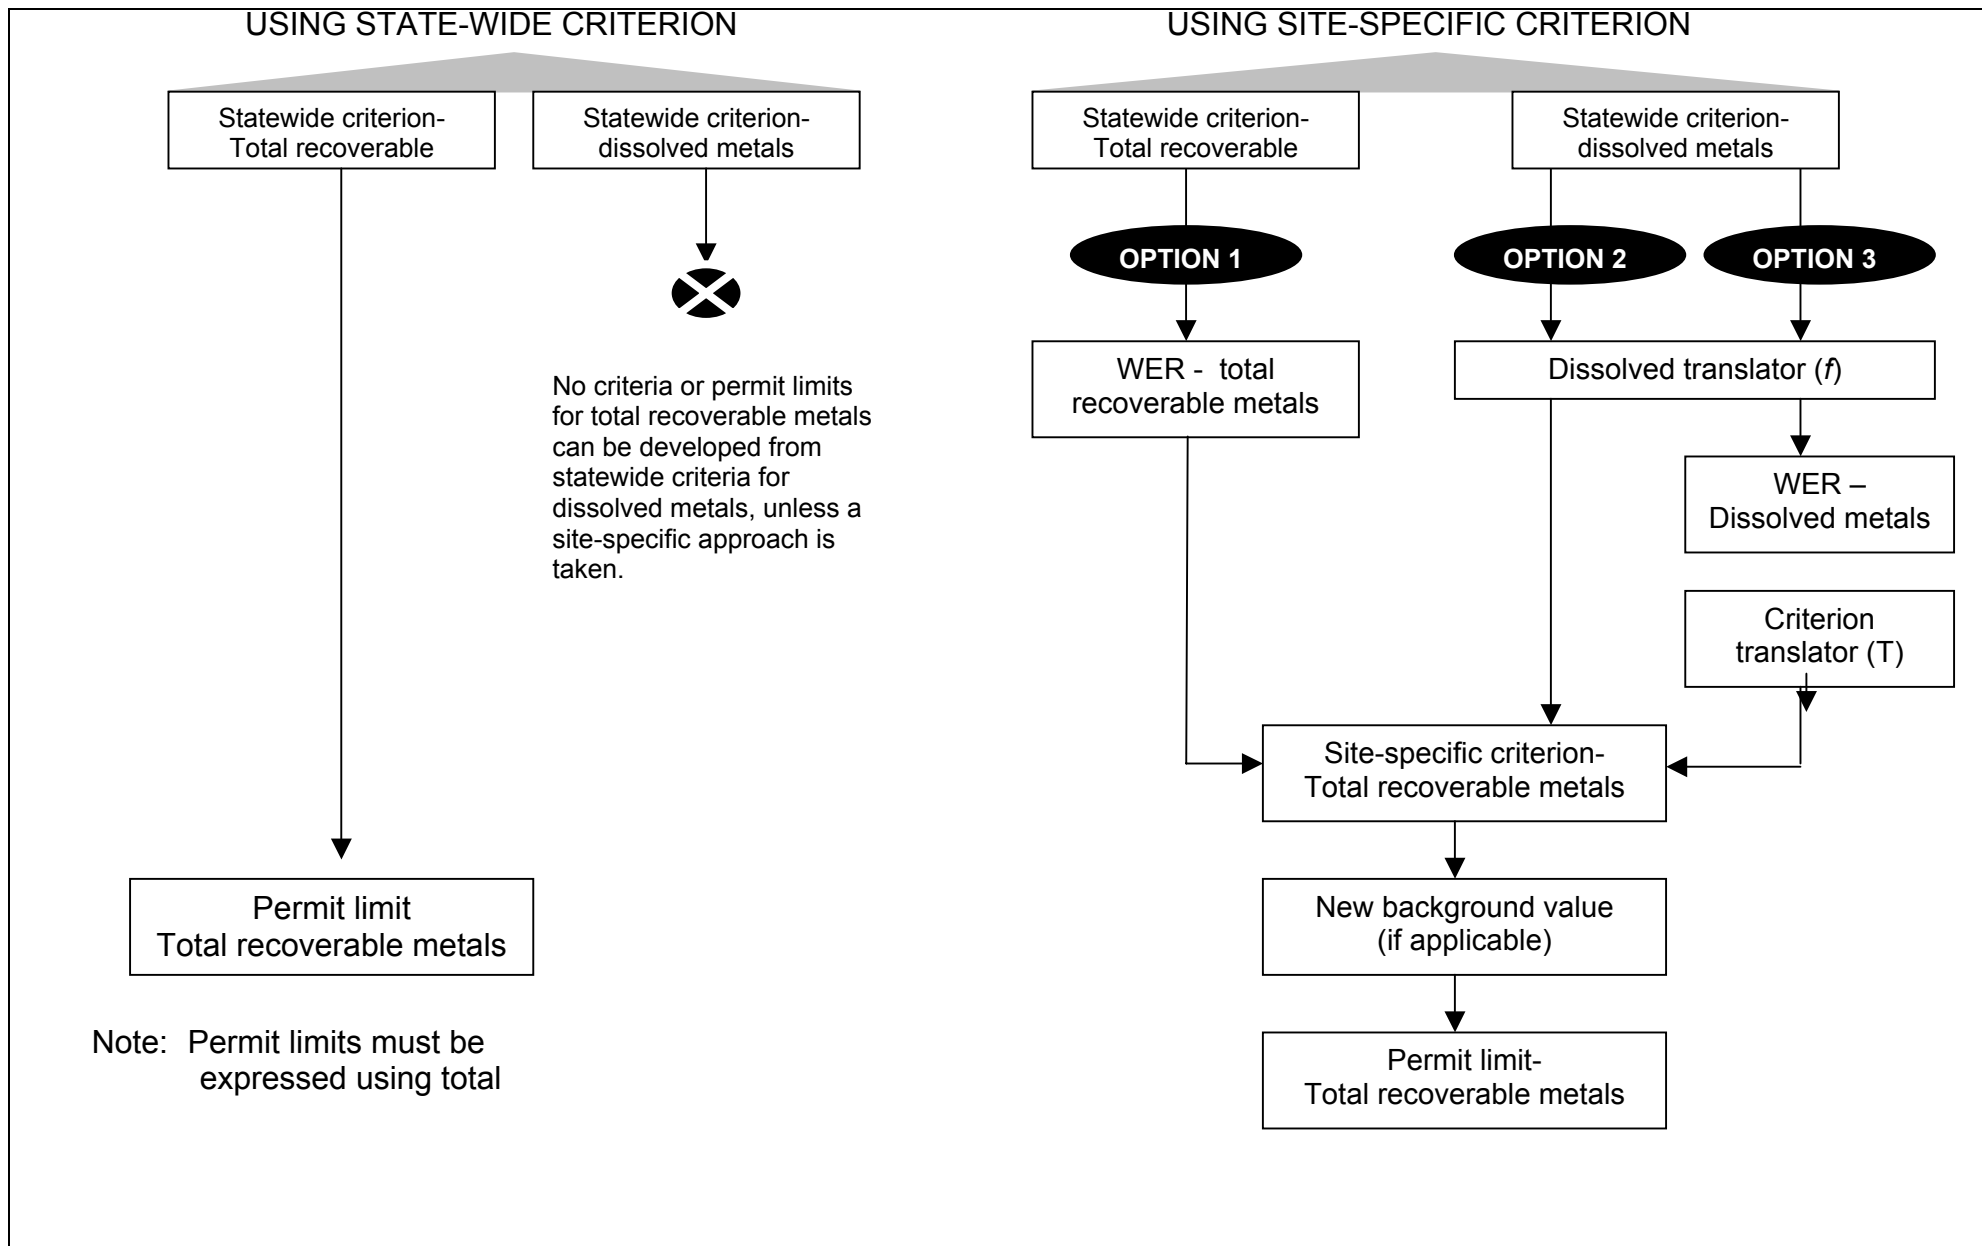 USING STATE-WIDE CRITERION
Statewide criterion-
Total recoverable
Statewide criterion-
dissolved metals
No criteria or permit limits
for total recoverable metals
can be developed from
statewide criteria for
dissolved metals, unless a
site-specific approach is
taken.
Permit limit
Total recoverable metals
Note: Permit limits must be
expressed using total
USING SITE-SPECIFIC CRITERION
Statewide criterion-
Total recoverable
Statewide criterion-
dissolved metals
OPTION 1
OPTION 2
OPTION 3
WER - total
recoverable metals
Dissolved translator (f)
WER –
Dissolved metals
Criterion
translator (T)
Site-specific criterion-
Total recoverable metals
New background value
(if applicable)
Permit limit-
Total recoverable metals